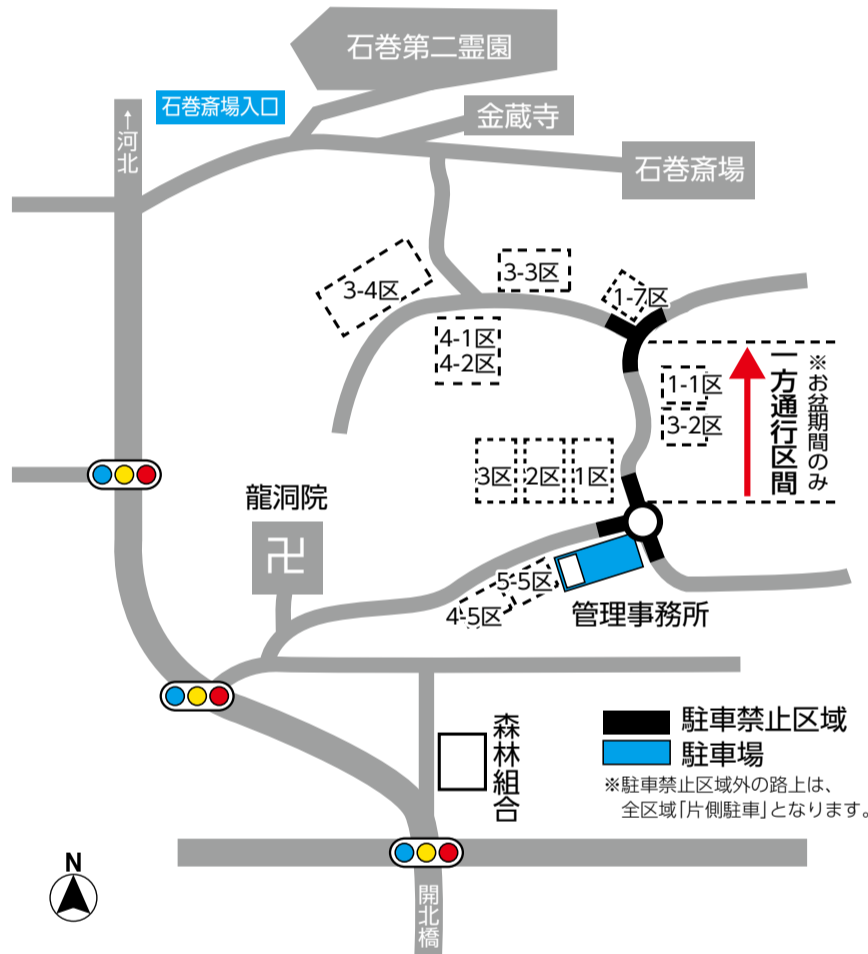 石巻第二霊園
石巻斎場入口
↑河北
金蔵寺
石巻斎場
3-3区
3-4区
1-7区
4-1区
4-2区
1-1区
3-2区
一方通行区間
※お盆期間のみ
3区
2区
1区
龍洞院
卍
5-5区
4-5区
管理事務所
森林組合
駐車禁止区域
駐車場
※駐車禁止区域外の路上は、
全区域「片側駐車」となります。
開北橋
N